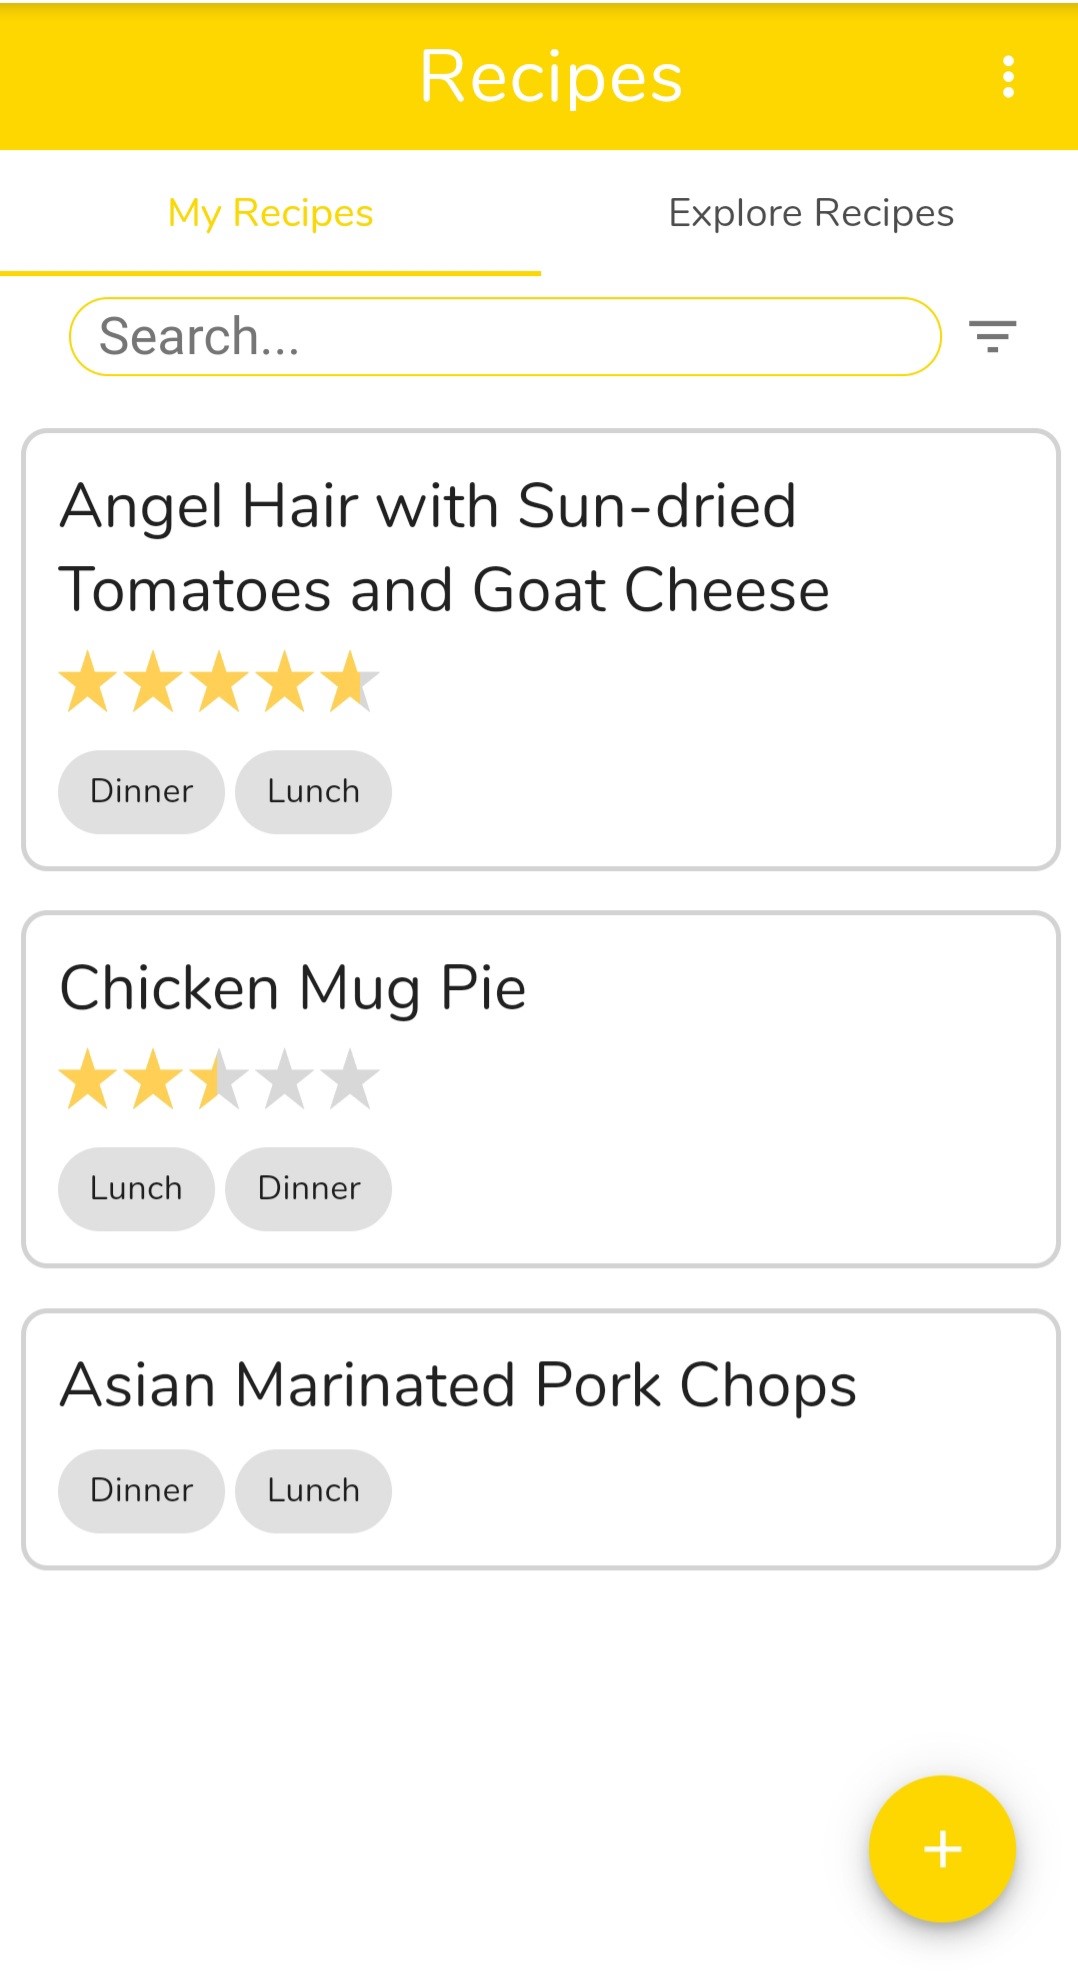 Recipes
My Recipes
Explore Recipes
Search...
Angel Hair with Sun-dried
Tomatoes and Goat Cheese
Dinner
Lunch
Chicken Mug Pie
Lunch
Dinner
Asian Marinated Pork Chops
Dinner
Lunch
+